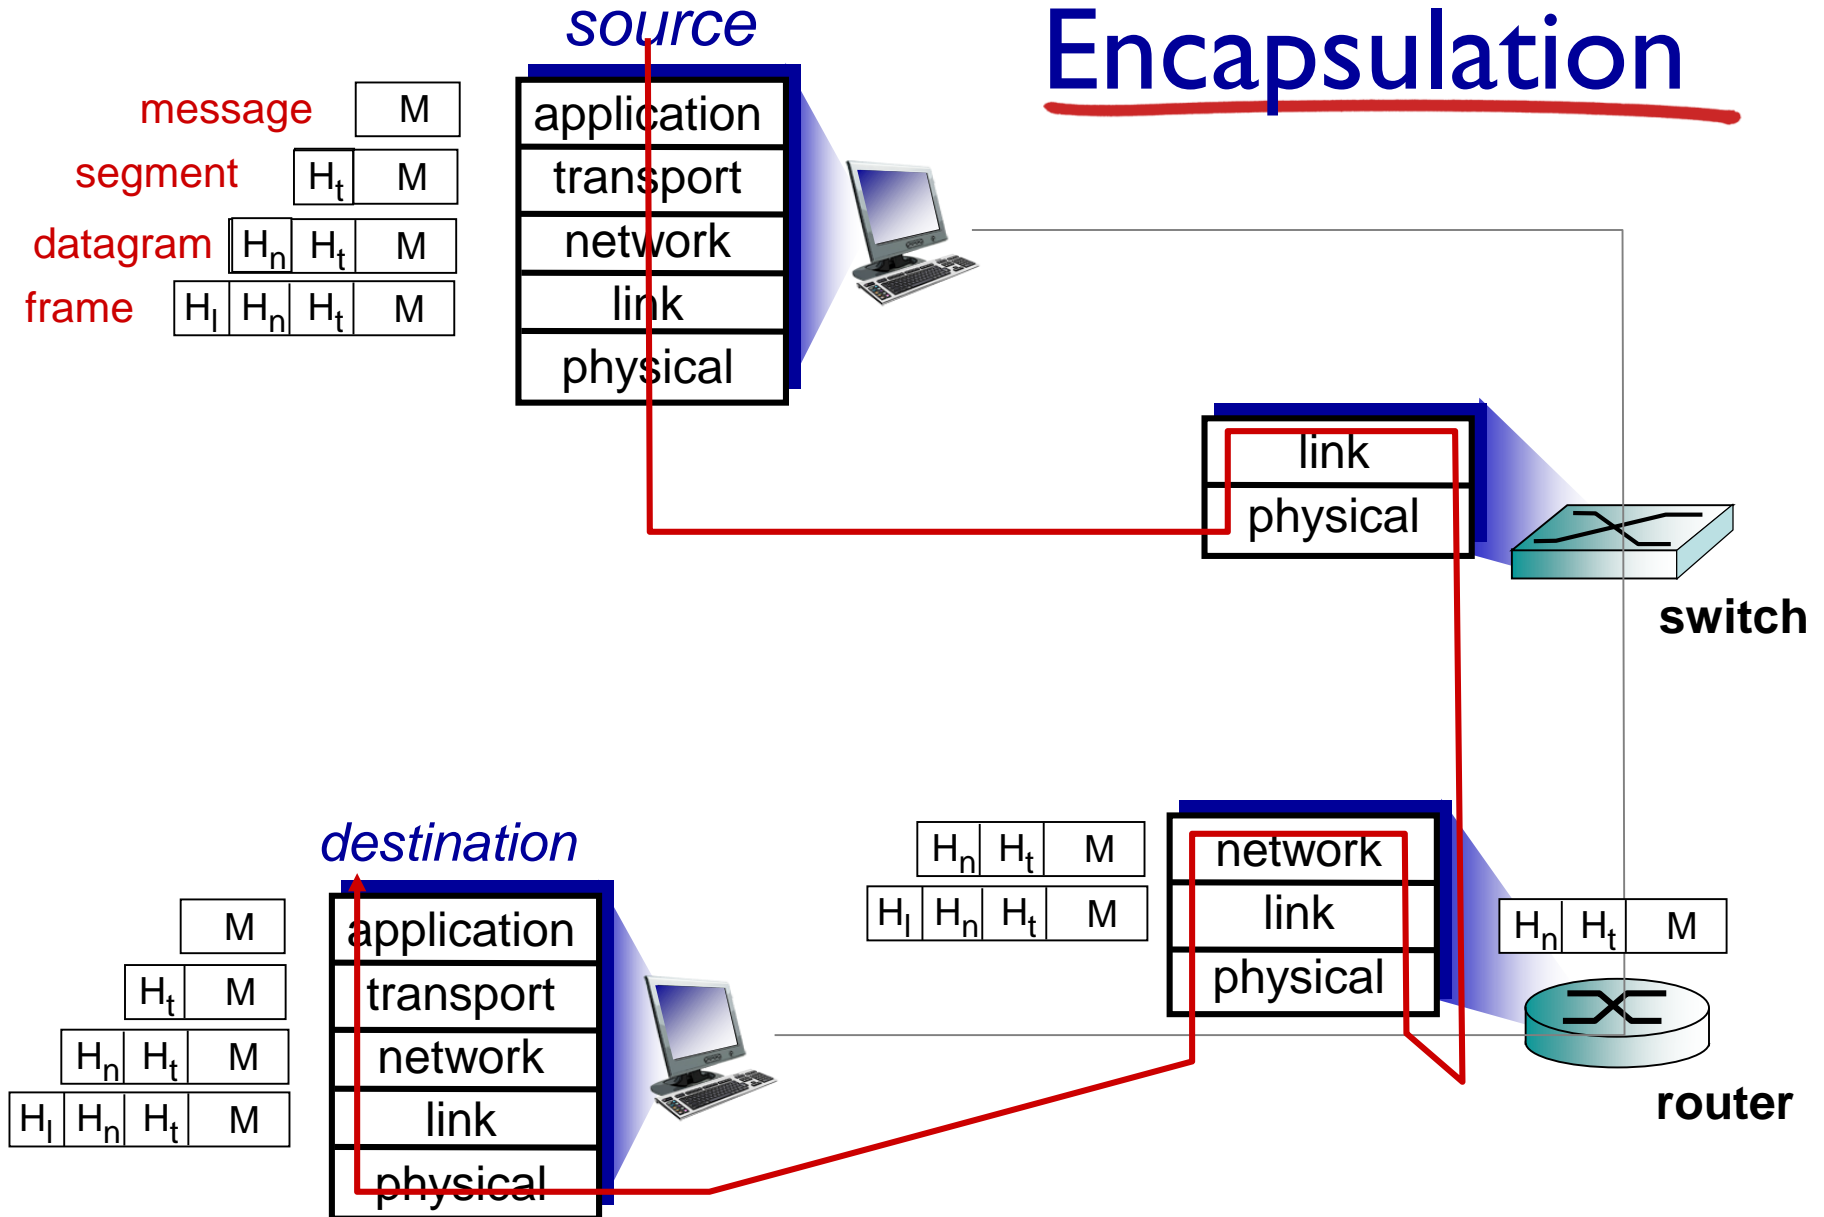 source
Encapsulation
message M
segment Ht M
datagram Hn Ht M
frame Hl Hn Ht M
application
transport
network
link
physical
link
physical
switch
destination
M
Ht M
Hn Ht M
Hl Hn Ht M
application
transport
network
link
physical
Hn Ht M
Hl Hn Ht M
network
link
physical
Hn Ht M
router